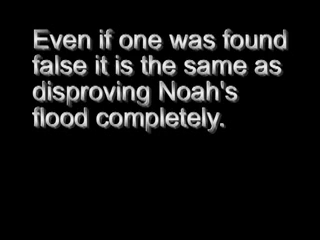 Even if one was found
false it is the same as
disproving Noah's
flood completely.